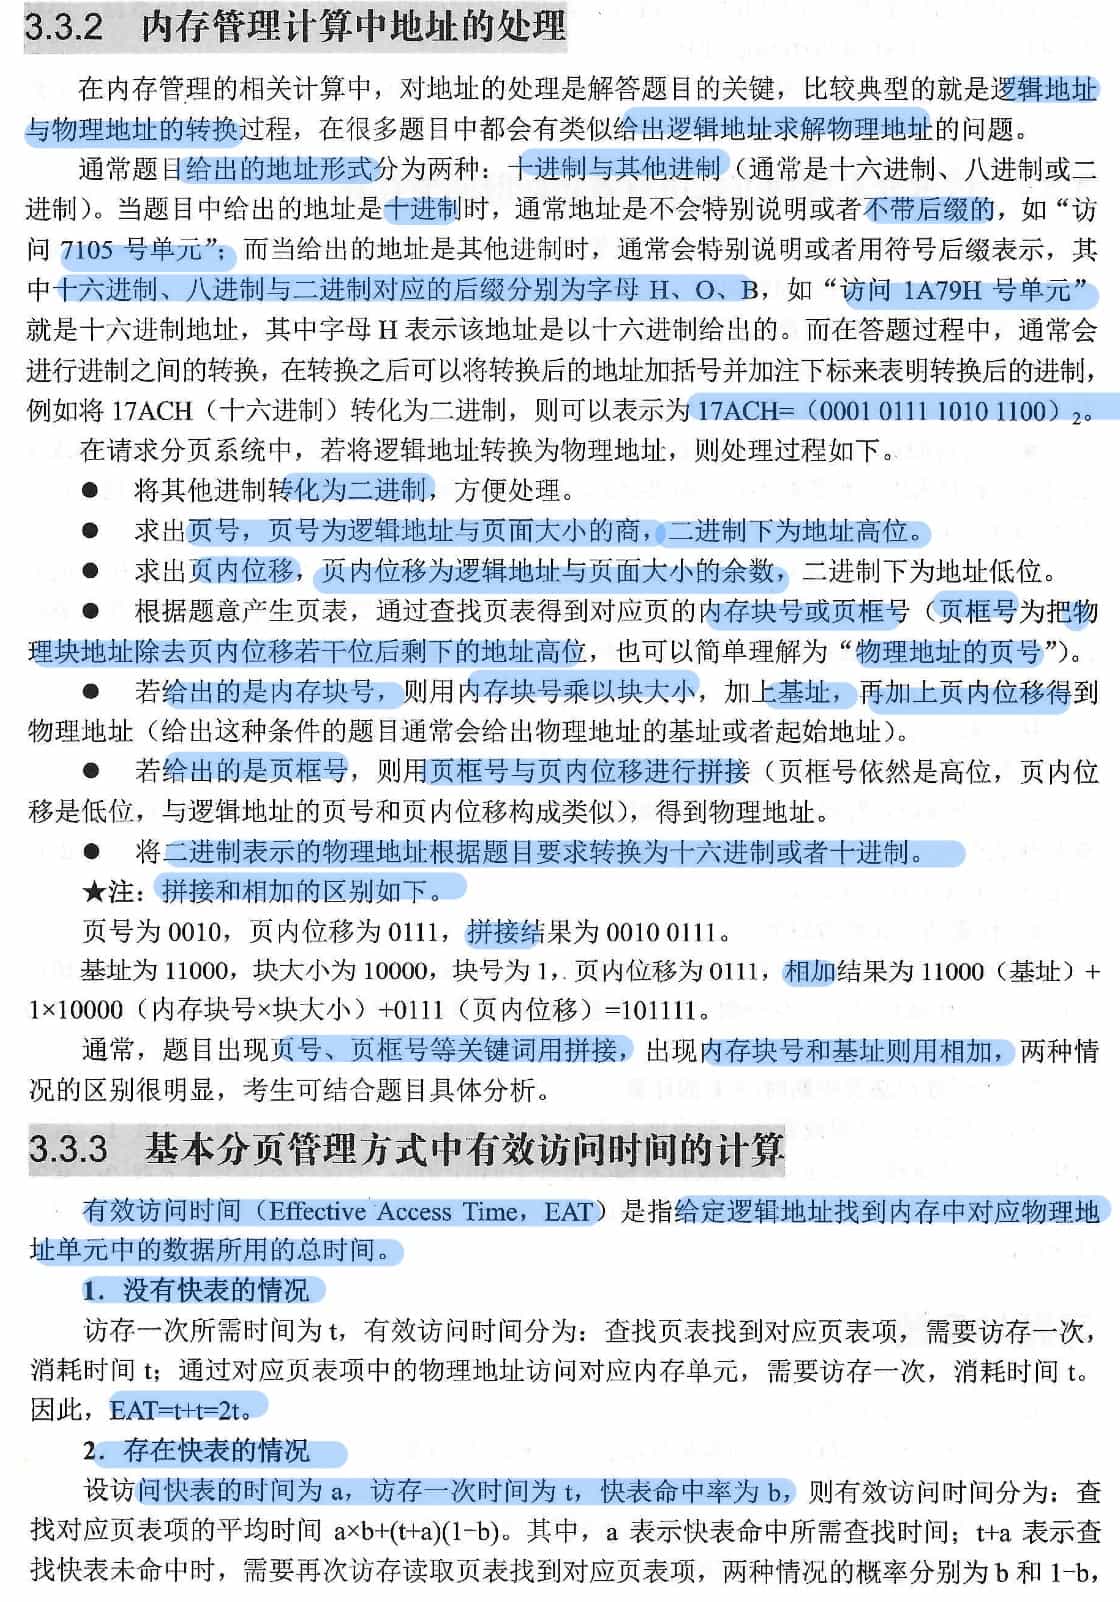 3.3.2 内存管理计算中地址的处理
在内存管理的相关计算中，对地址的处理是解答题目的关键，比较典型的就是逻辑地址
与物理地址的转换过程，在很多题目中都会有类似给出逻辑地址求解物理地址的问题。
通常题目给出的地址形式分为两种：十进制与其他进制（通常是十六进制、八进制或二
进制）。当题目中给出的地址是十进制时，通常地址是不会特别说明或者不带后缀的，如“访
问 7105 号单元”；而当给出的地址是其他进制时，通常会特别说明或者用符号后缀表示，其
中十六进制、八进制与二进制对应的后缀分别为字母 H、O、B，如“访问 1A79H 号单元”
就是十六进制地址，其中字母 H 表示该地址是以十六进制给出的。而在答题过程中，通常会
进行进制之间的转换，在转换之后可以将转换后的地址加括号并加注下标来表明转换后的进制，
例如将 17ACH（十六进制）转化为二进制，则可以表示为 17ACH=（0001 0111 1010 1100）₂。
在请求分页系统中，若将逻辑地址转换为物理地址，则处理过程如下。
● 将其他进制转化为二进制，方便处理。
● 求出页号，页号为逻辑地址与页面大小的商，二进制下为地址高位。
● 求出页内位移，页内位移为逻辑地址与页面大小的余数，二进制下为地址低位。
● 根据题意产生页表，通过查找页表得到对应页的内存块号或页框号（页框号为把物
理块地址除去页内位移若干位后剩下的地址高位，也可以简单理解为“物理地址的页号”）。
● 若给出的是内存块号，则用内存块号乘以块大小，加上基址，再加上页内位移得到
物理地址（给出这种条件的题目通常会给出物理地址的基址或者起始地址）。
● 若给出的是页框号，则用页框号与页内位移进行拼接（页框号依然是高位，页内位
移是低位，与逻辑地址的页号和页内位移构成类似），得到物理地址。
● 将二进制表示的物理地址根据题目要求转换为十六进制或者十进制。
★注：拼接和相加的区别如下。
页号为 0010，页内位移为 0111，拼接结果为 0010 0111。
基址为 11000，块大小为 10000，块号为 1，页内位移为 0111，相加结果为 11000（基址）+
1×10000（内存块号×块大小）+0111（页内位移）=101111。
通常，题目出现页号、页框号等关键词用拼接，出现内存块号和基址则用相加，两种情
况的区别很明显，考生可结合题目具体分析。
3.3.3 基本分页管理方式中有效访问时间的计算
有效访问时间（Effective Access Time，EAT）是指给定逻辑地址找到内存中对应物理地
址单元中的数据所用的总时间。
1．没有快表的情况
访存一次所需时间为 t，有效访问时间分为：查找页表找到对应页表项，需要访存一次，
消耗时间 t；通过对应页表项中的物理地址访问对应内存单元，需要访存一次，消耗时间 t。
因此，EAT=t+t=2t。
2．存在快表的情况
设访问快表的时间为 a，访存一次时间为 t，快表命中率为 b，则有效访问时间分为：查
找对应页表项的平均时间 a×b+(t+a)(1-b)。其中，a 表示快表命中所需查找时间；t+a 表示查
找快表未命中时，需要再次访存读取页表找到对应页表项，两种情况的概率分别为 b 和 1-b，